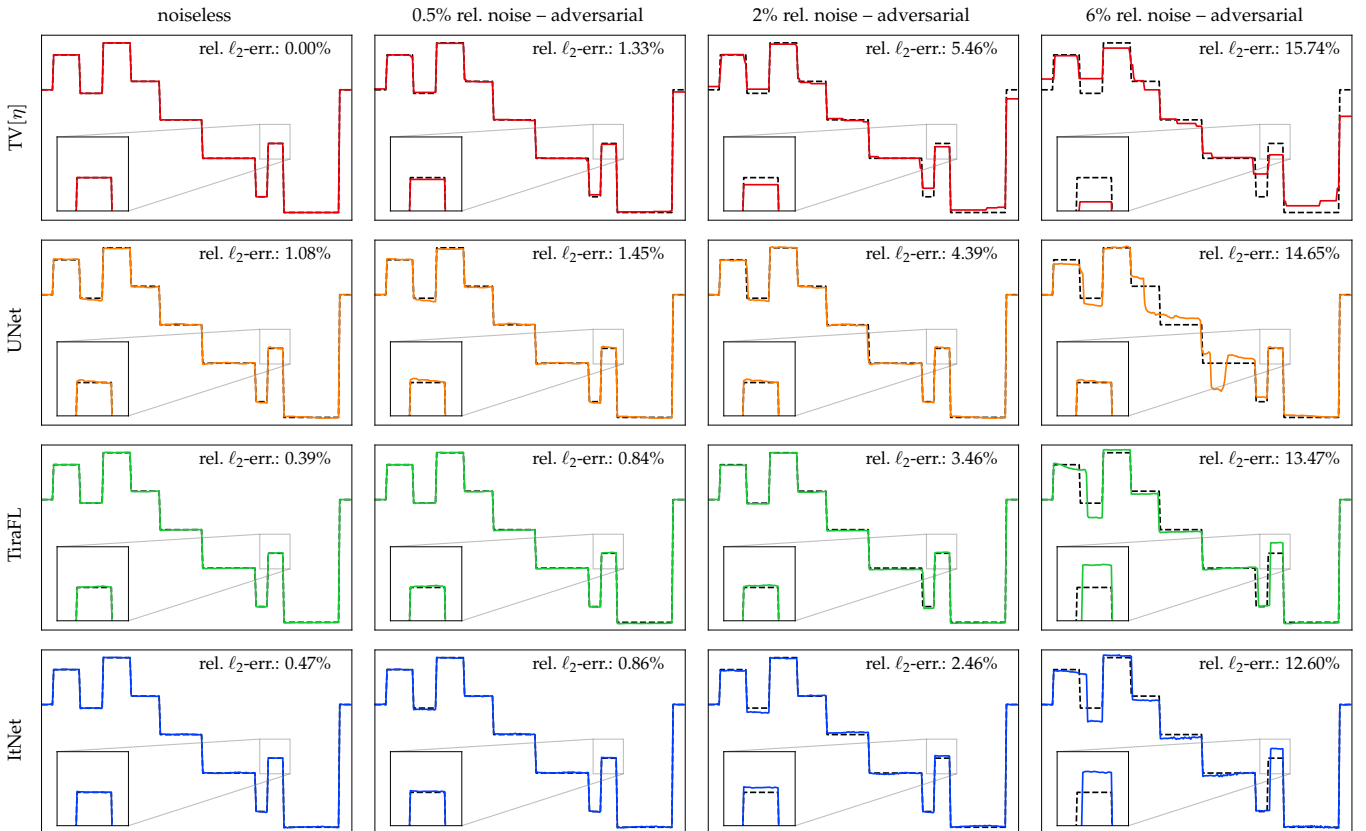 noiseless
0.5% rel. noise – adversarial
2% rel. noise – adversarial
6% rel. noise – adversarial
TV[η]
rel. ℓ₂-err.: 0.00%
rel. ℓ₂-err.: 1.33%
rel. ℓ₂-err.: 5.46%
rel. ℓ₂-err.: 15.74%
UNet
rel. ℓ₂-err.: 1.08%
rel. ℓ₂-err.: 1.45%
rel. ℓ₂-err.: 4.39%
rel. ℓ₂-err.: 14.65%
TiraFL
rel. ℓ₂-err.: 0.39%
rel. ℓ₂-err.: 0.84%
rel. ℓ₂-err.: 3.46%
rel. ℓ₂-err.: 13.47%
ItNet
rel. ℓ₂-err.: 0.47%
rel. ℓ₂-err.: 0.86%
rel. ℓ₂-err.: 2.46%
rel. ℓ₂-err.: 12.60%